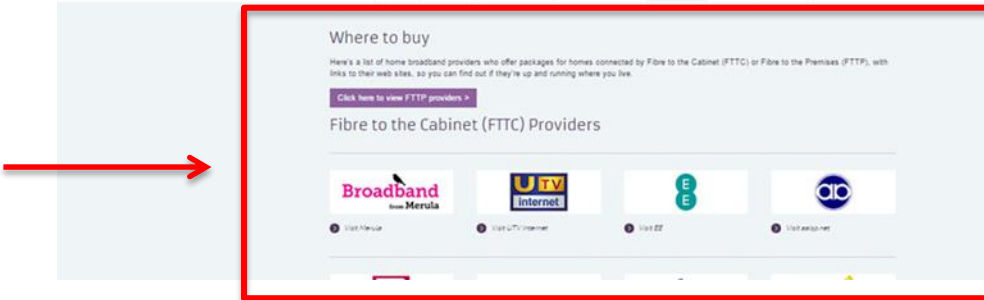 Where to buy
Here's a list of home broadband providers who offer packages for homes connected by Fibre to the Cabinet (FTTC) or Fibre to the Premises (FTTP), with
links to their web sites, so you can find out if they're up and running where you live.
Click here to view FTTP providers >
Fibre to the Cabinet (FTTC) Providers
Broadband
from Merula
UTV
internet
EE
Visit Merula
Visit UTV Internet
Visit EE